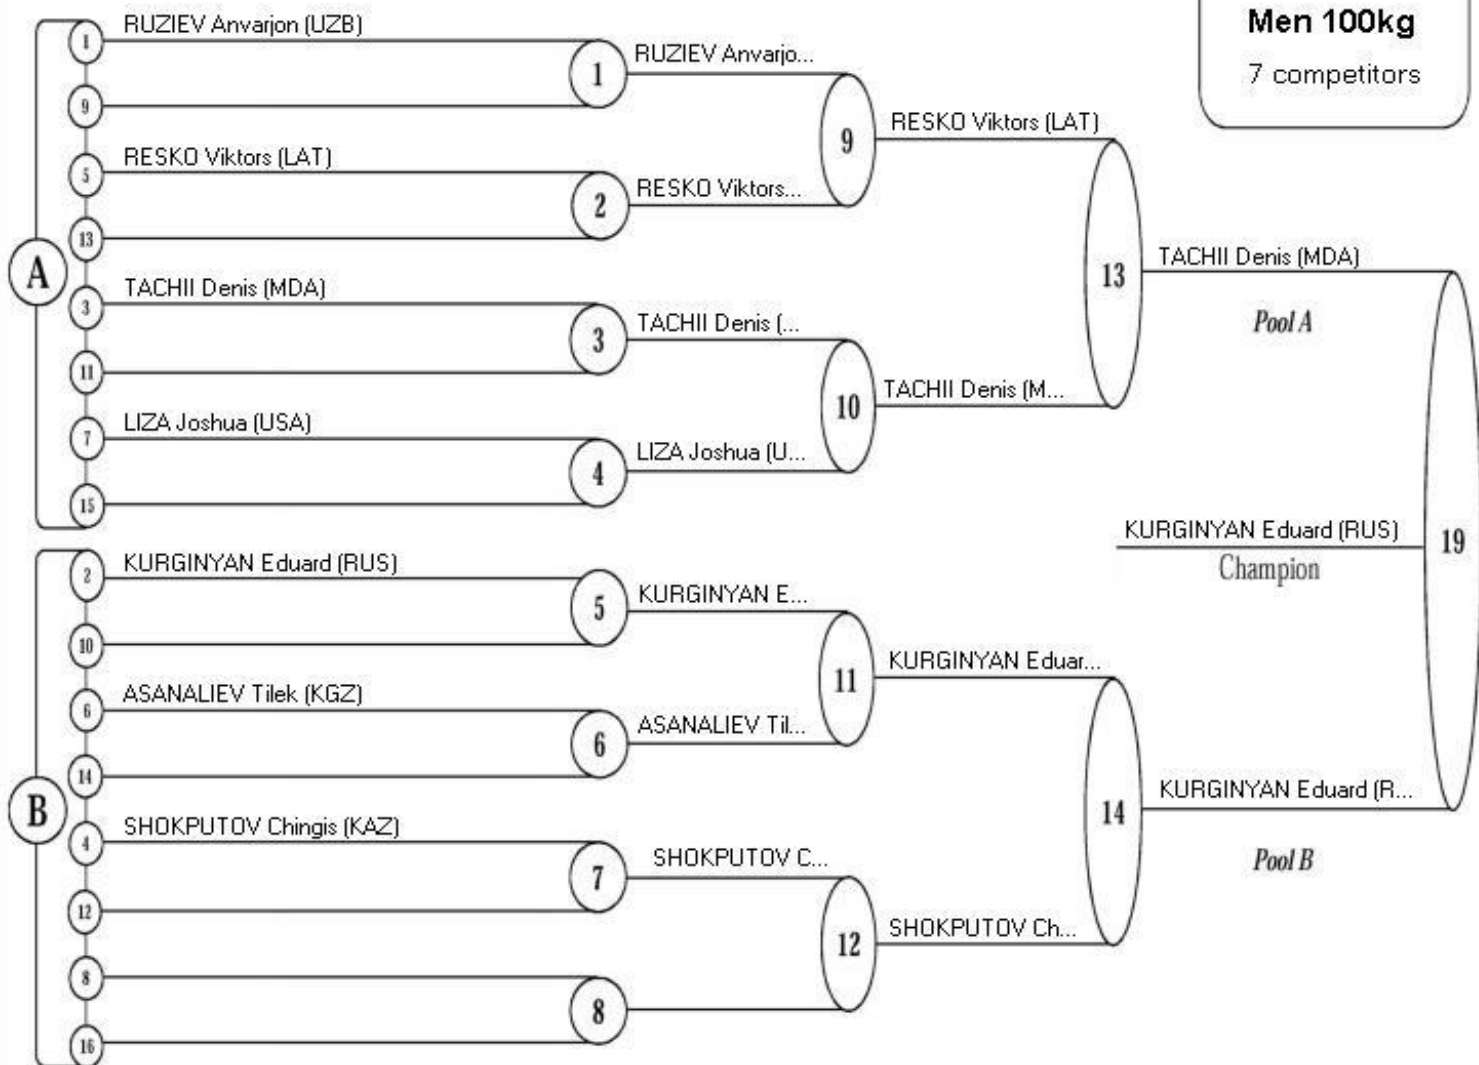 Men 100kg
7 competitors
A
1 RUZIEV Anvarjon (UZB)
9
5 RESKO Viktors (LAT)
13
3 TACHII Denis (MDA)
11
7 LIZA Joshua (USA)
15
B
2 KURGINYAN Eduard (RUS)
10
6 ASANALIEV Tilek (KGZ)
14
4 SHOKPUTOV Chingis (KAZ)
12
8
16
1 RUZIEV Anvarjo...
2 RESKO Viktors...
3 TACHII Denis (...
4 LIZA Joshua (U...
5 KURGINYAN E...
6 ASANALIEV Til...
7 SHOKPUTOV C...
8
9 RESKO Viktors (LAT)
10 TACHII Denis (M...
11 KURGINYAN Eduar...
12 SHOKPUTOV Ch...
13 TACHII Denis (MDA)
Pool A
14 KURGINYAN Eduard (R...
Pool B
19
KURGINYAN Eduard (RUS)
Champion